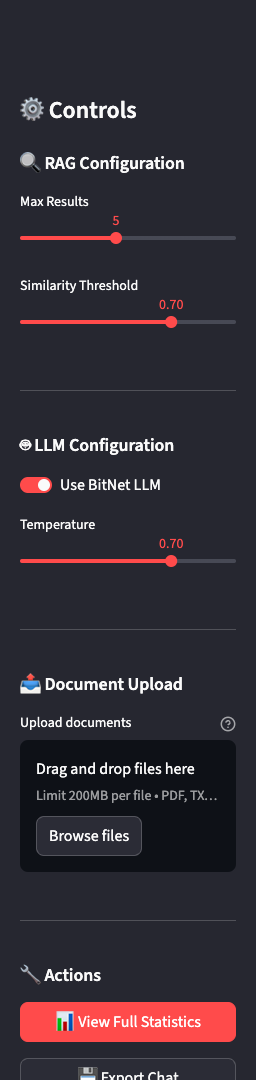 Controls
RAG Configuration
Max Results
5
Similarity Threshold
0.70
LLM Configuration
Use BitNet LLM
Temperature
0.70
Document Upload
Upload documents
?
Drag and drop files here
Limit 200MB per file • PDF, TX...
Browse files
Actions
View Full Statistics
Export Chat